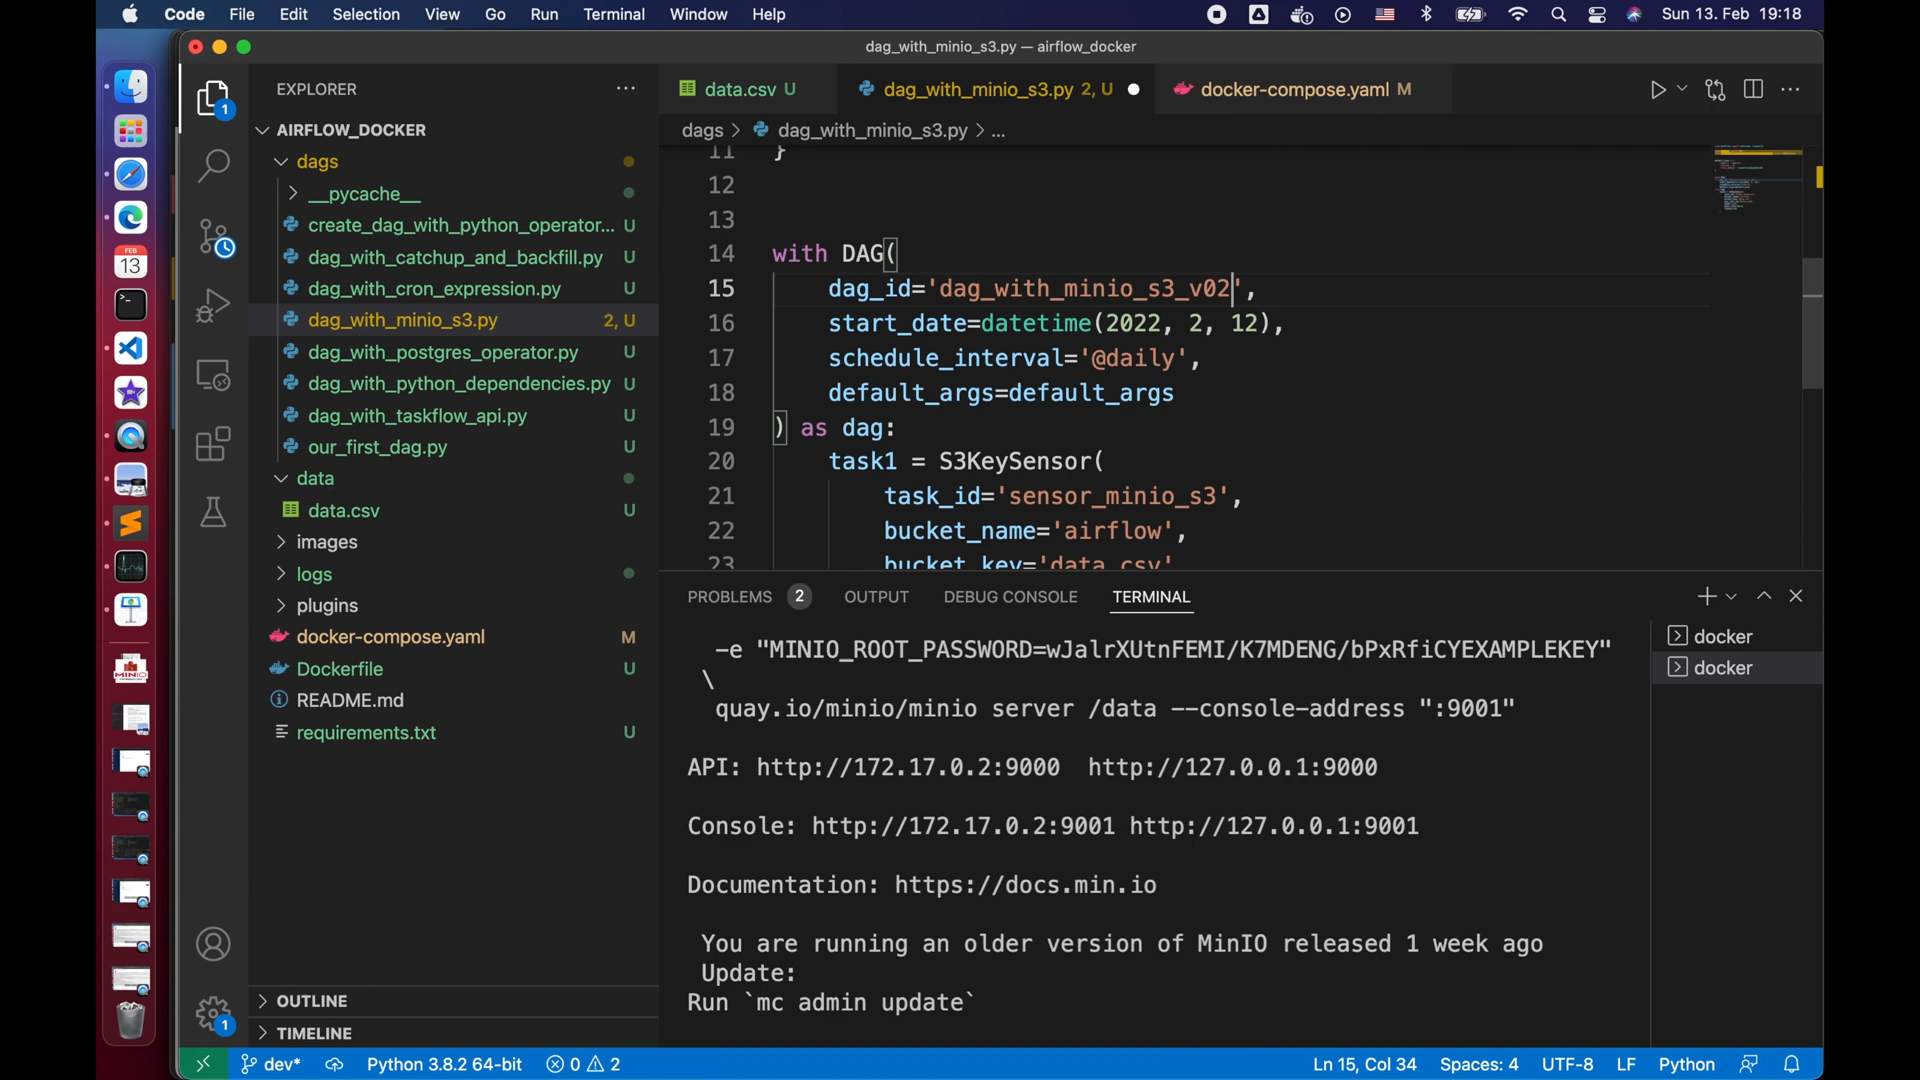 Code File Edit Selection View Go Run Terminal Window Help Sun 13. Feb 19:18
dag_with_minio_s3.py — airflow_docker
FEB
13
EXPLORER
1
AIRFLOW_DOCKER
dags
__pycache__
create_dag_with_python_operator... U
dag_with_catchup_and_backfill.py U
dag_with_cron_expression.py U
dag_with_minio_s3.py 2, U
dag_with_postgres_operator.py U
dag_with_python_dependencies.py U
dag_with_taskflow_api.py U
our_first_dag.py U
data
data.csv U
images
logs
plugins
docker-compose.yaml M
Dockerfile U
README.md
requirements.txt U
OUTLINE
TIMELINE
1
data.csv U dag_with_minio_s3.py 2, U docker-compose.yaml M
dags > dag_with_minio_s3.py > ...
11 }
12
13
14 with DAG(
15 dag_id='dag_with_minio_s3_v02',
16 start_date=datetime(2022, 2, 12),
17 schedule_interval='@daily',
18 default_args=default_args
19 ) as dag:
20 task1 = S3KeySensor(
21 task_id='sensor_minio_s3',
22 bucket_name='airflow',
23 bucket_key='data.csv'
PROBLEMS 2 OUTPUT DEBUG CONSOLE TERMINAL
-e "MINIO_ROOT_PASSWORD=wJalrXUtnFEMI/K7MDENG/bPxRfiCYEXAMPLEKEY"
\
quay.io/minio/minio server /data --console-address ":9001"
API: http://172.17.0.2:9000 http://127.0.0.1:9000
Console: http://172.17.0.2:9001 http://127.0.0.1:9001
Documentation: https://docs.min.io
You are running an older version of MinIO released 1 week ago
Update:
Run `mc admin update`
docker
docker
dev* Python 3.8.2 64-bit 0 2 Ln 15, Col 34 Spaces: 4 UTF-8 LF Python